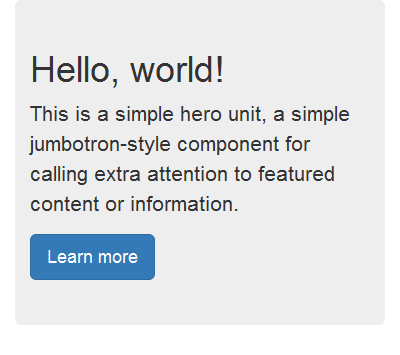 Hello, world!
This is a simple hero unit, a simple
jumbotron-style component for
calling extra attention to featured
content or information.
Learn more